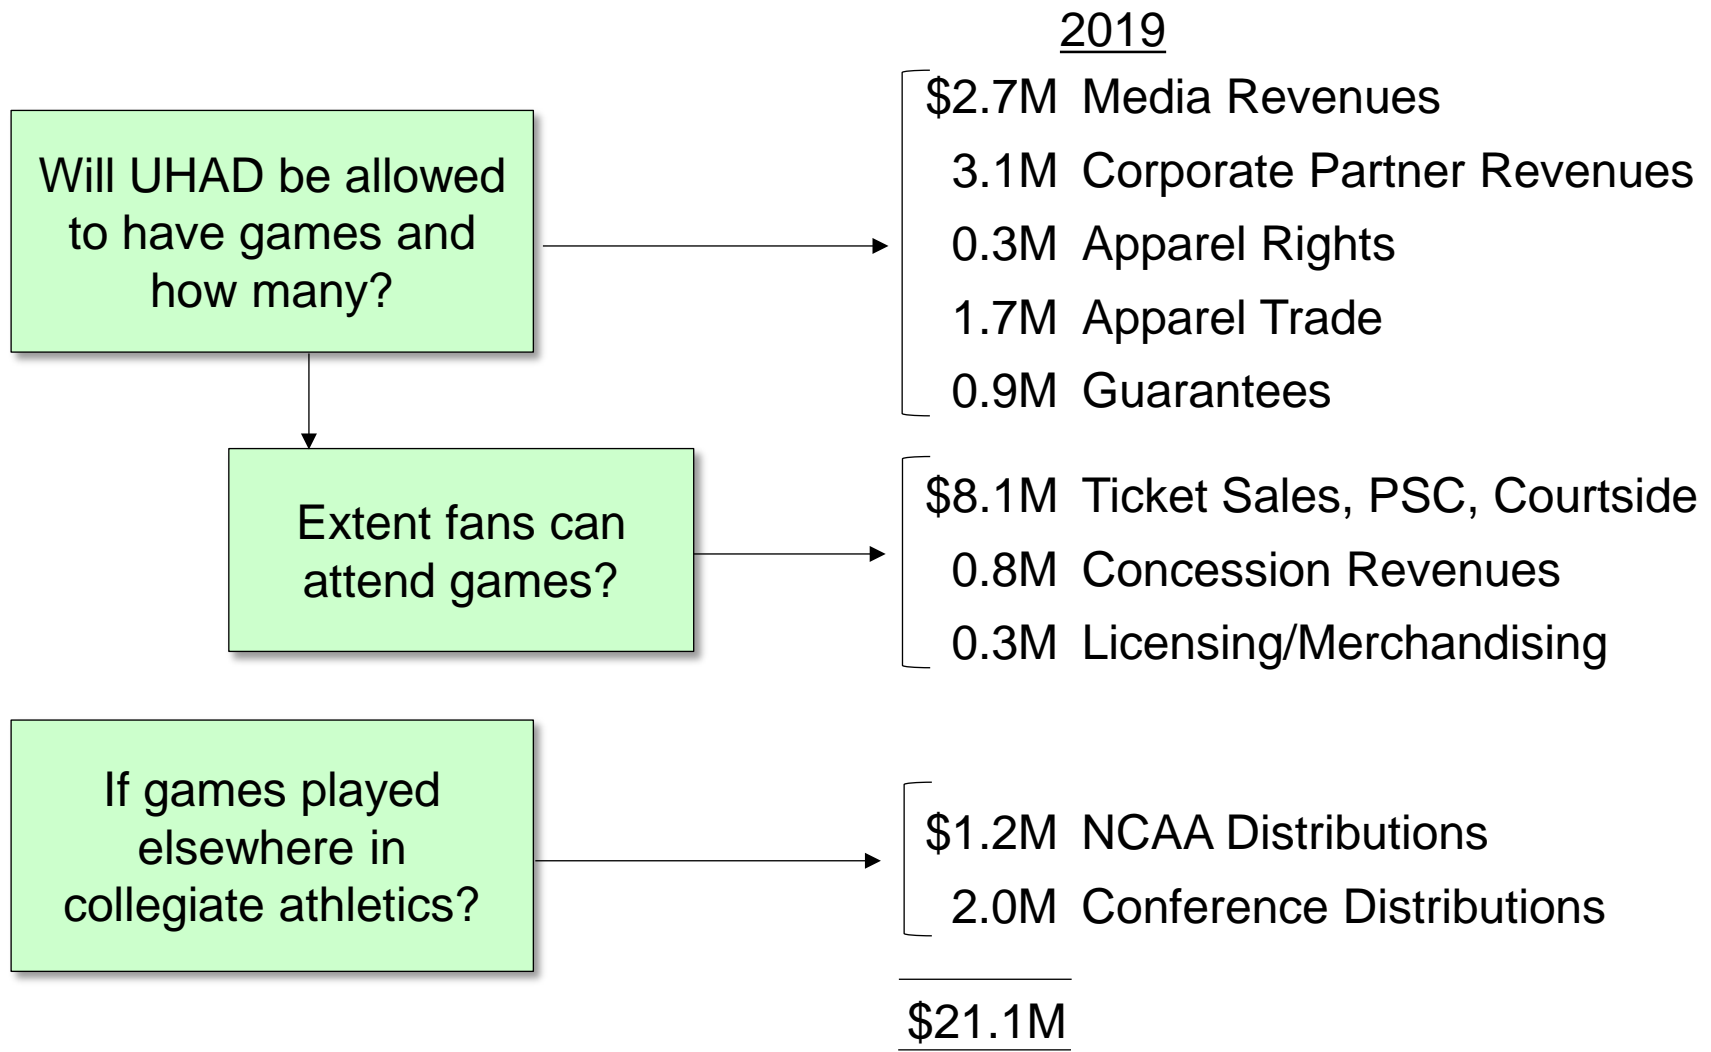 2019
Will UHAD be allowed
to have games and
how many?
$2.7M Media Revenues
3.1M Corporate Partner Revenues
0.3M Apparel Rights
1.7M Apparel Trade
0.9M Guarantees
Extent fans can
attend games?
$8.1M Ticket Sales, PSC, Courtside
0.8M Concession Revenues
0.3M Licensing/Merchandising
If games played
elsewhere in
collegiate athletics?
$1.2M NCAA Distributions
2.0M Conference Distributions
$21.1M